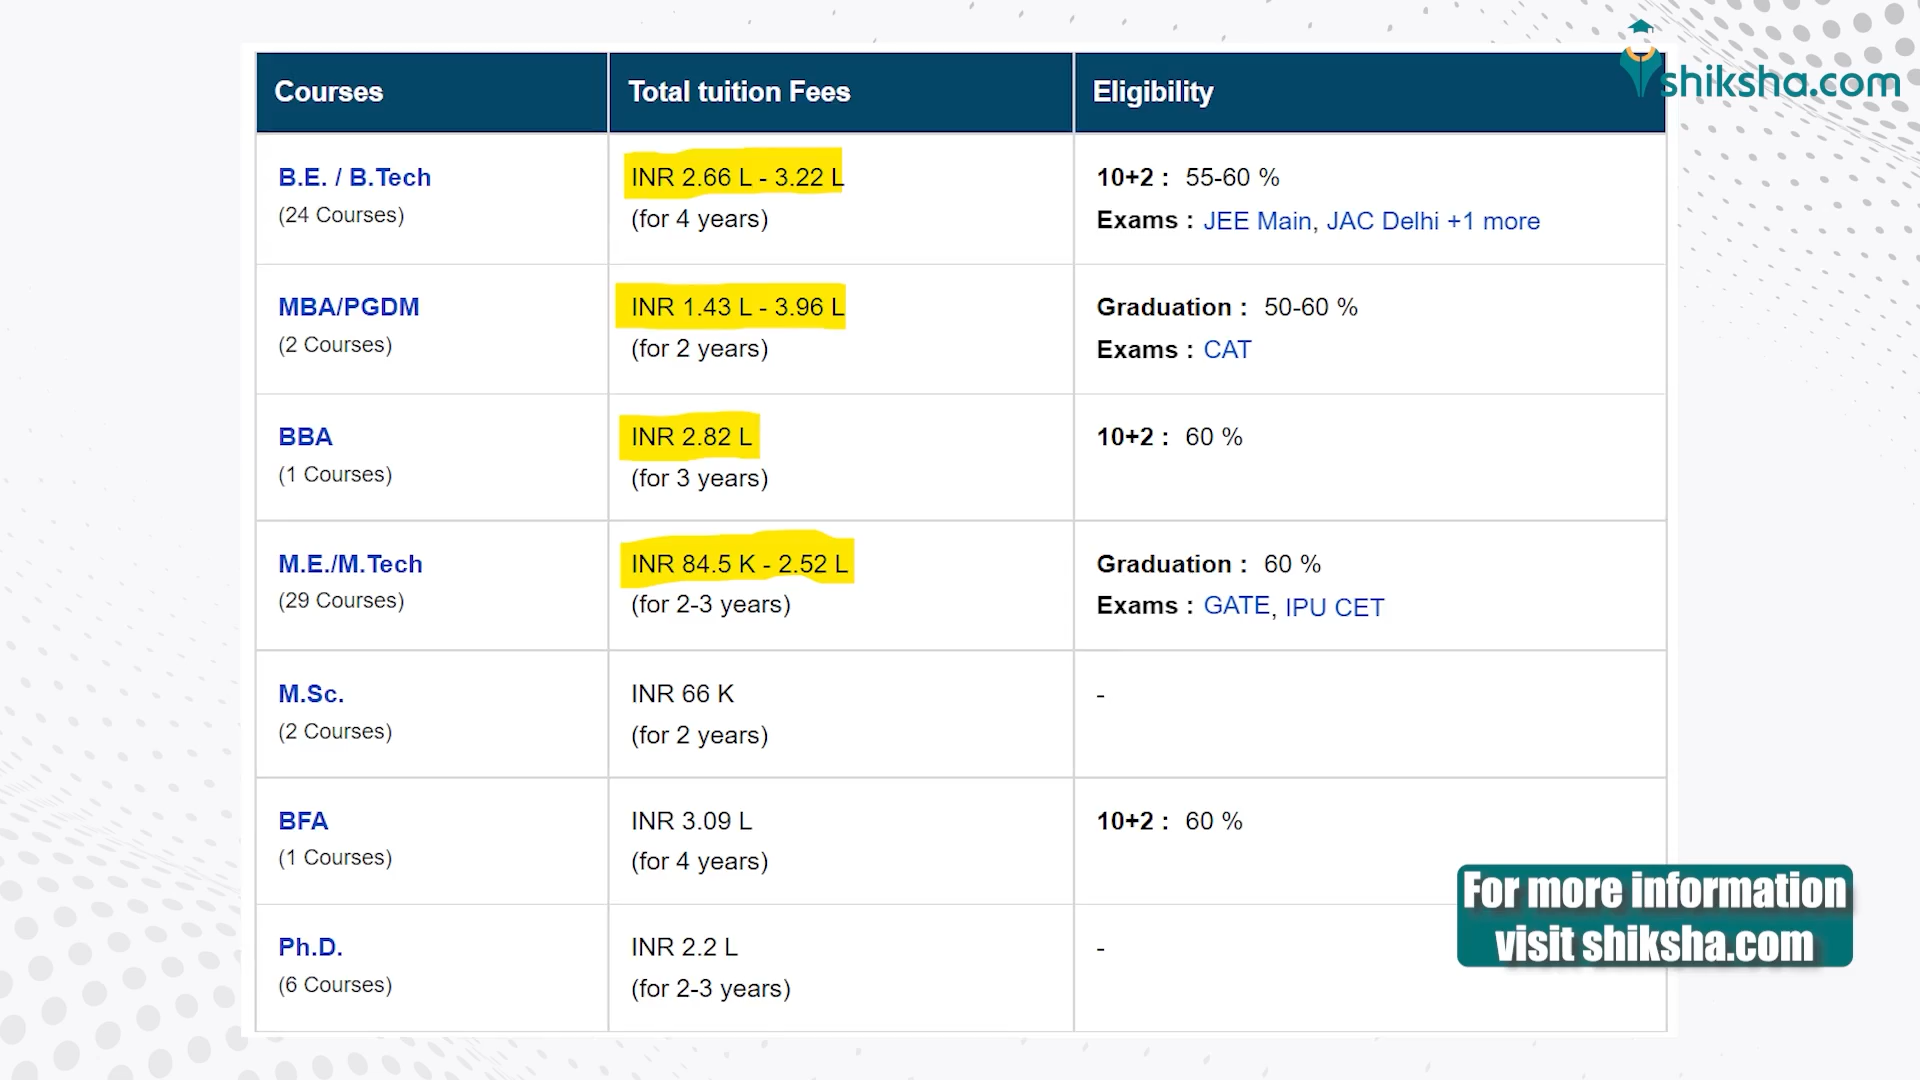 shiksha.com
Courses
Total tuition Fees
Eligibility
B.E. / B.Tech
(24 Courses)
INR 2.66 L - 3.22 L
(for 4 years)
10+2 : 55-60 %
Exams : JEE Main, JAC Delhi +1 more
MBA/PGDM
(2 Courses)
INR 1.43 L - 3.96 L
(for 2 years)
Graduation : 50-60 %
Exams : CAT
BBA
(1 Courses)
INR 2.82 L
(for 3 years)
10+2 : 60 %
M.E./M.Tech
(29 Courses)
INR 84.5 K - 2.52 L
(for 2-3 years)
Graduation : 60 %
Exams : GATE, IPU CET
M.Sc.
(2 Courses)
INR 66 K
(for 2 years)
-
BFA
(1 Courses)
INR 3.09 L
(for 4 years)
10+2 : 60 %
Ph.D.
(6 Courses)
INR 2.2 L
(for 2-3 years)
-
For more information
visit shiksha.com